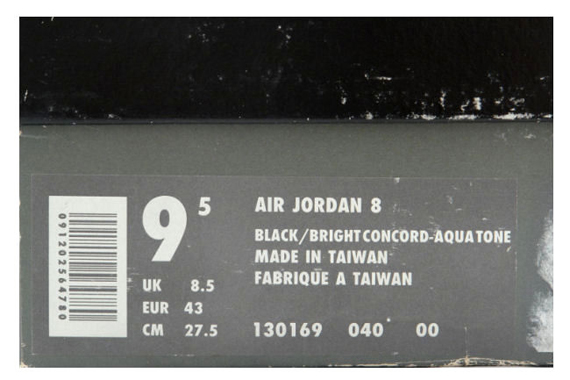 091202564780
9 5
AIR JORDAN 8
BLACK/BRIGHT CONCORD-AQUATONE
MADE IN TAIWAN
FABRIQUE A TAIWAN
UK 8.5
EUR 43
CM 27.5
130169 040 00